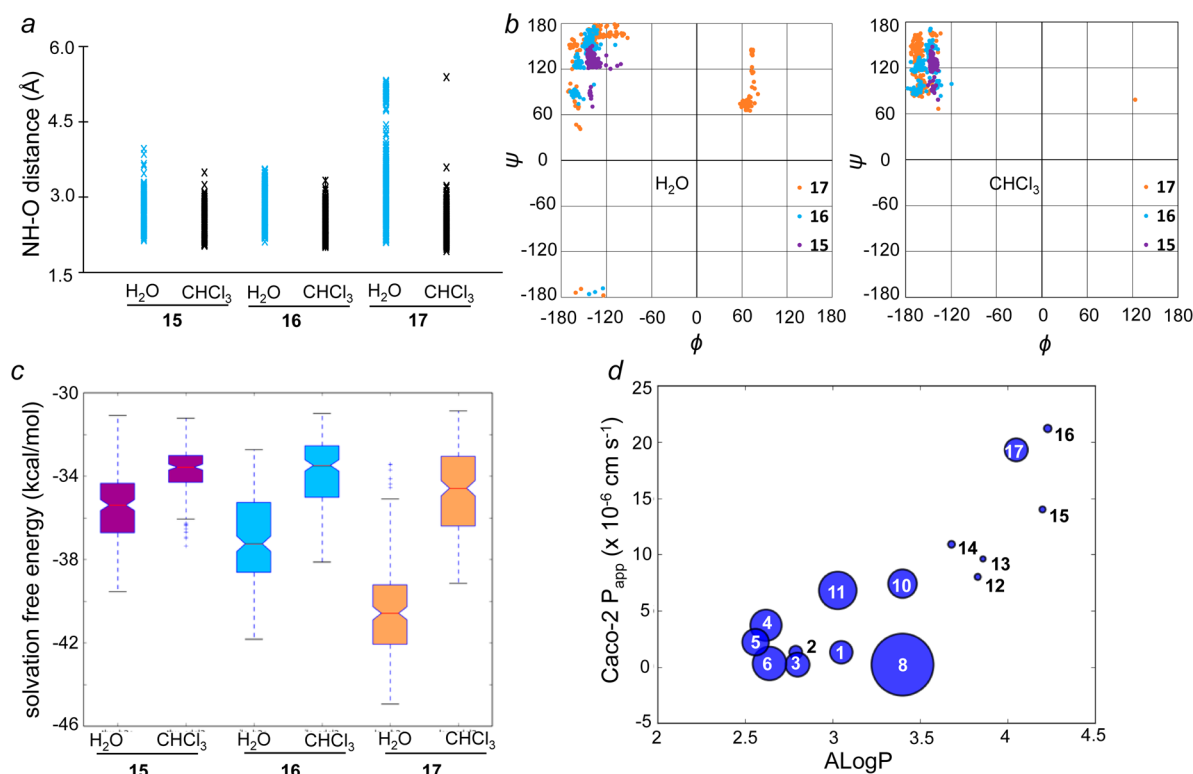 a
6.0
4.5
3.0
1.5
NH-O distance (Å)
H2O CHCl3 H2O CHCl3 H2O CHCl3
15 16 17
b
180
120
60
0
-60
-120
-180
ψ
H2O
17
16
15
-180 -120 -60 0 60 120 180
ϕ
180
120
60
0
-60
-120
-180
ψ
CHCl3
17
16
15
-180 -120 -60 0 60 120 180
ϕ
c
-30
-34
-38
-42
-46
solvation free energy (kcal/mol)
H2O CHCl3 H2O CHCl3 H2O CHCl3
15 16 17
d
25
20
15
10
5
0
-5
Caco-2 Papp (x 10-6 cm s-1)
16
17
15
14
13
12
10
11
4
5
2
6
3
1
8
2 2.5 3.0 3.5 4 4.5
ALogP